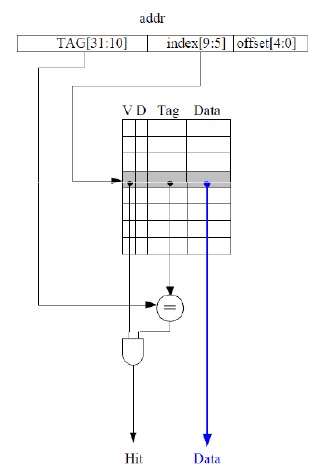 addr
TAG[31:10] index[9:5] offset[4:0]
V D Tag Data
==
Hit Data